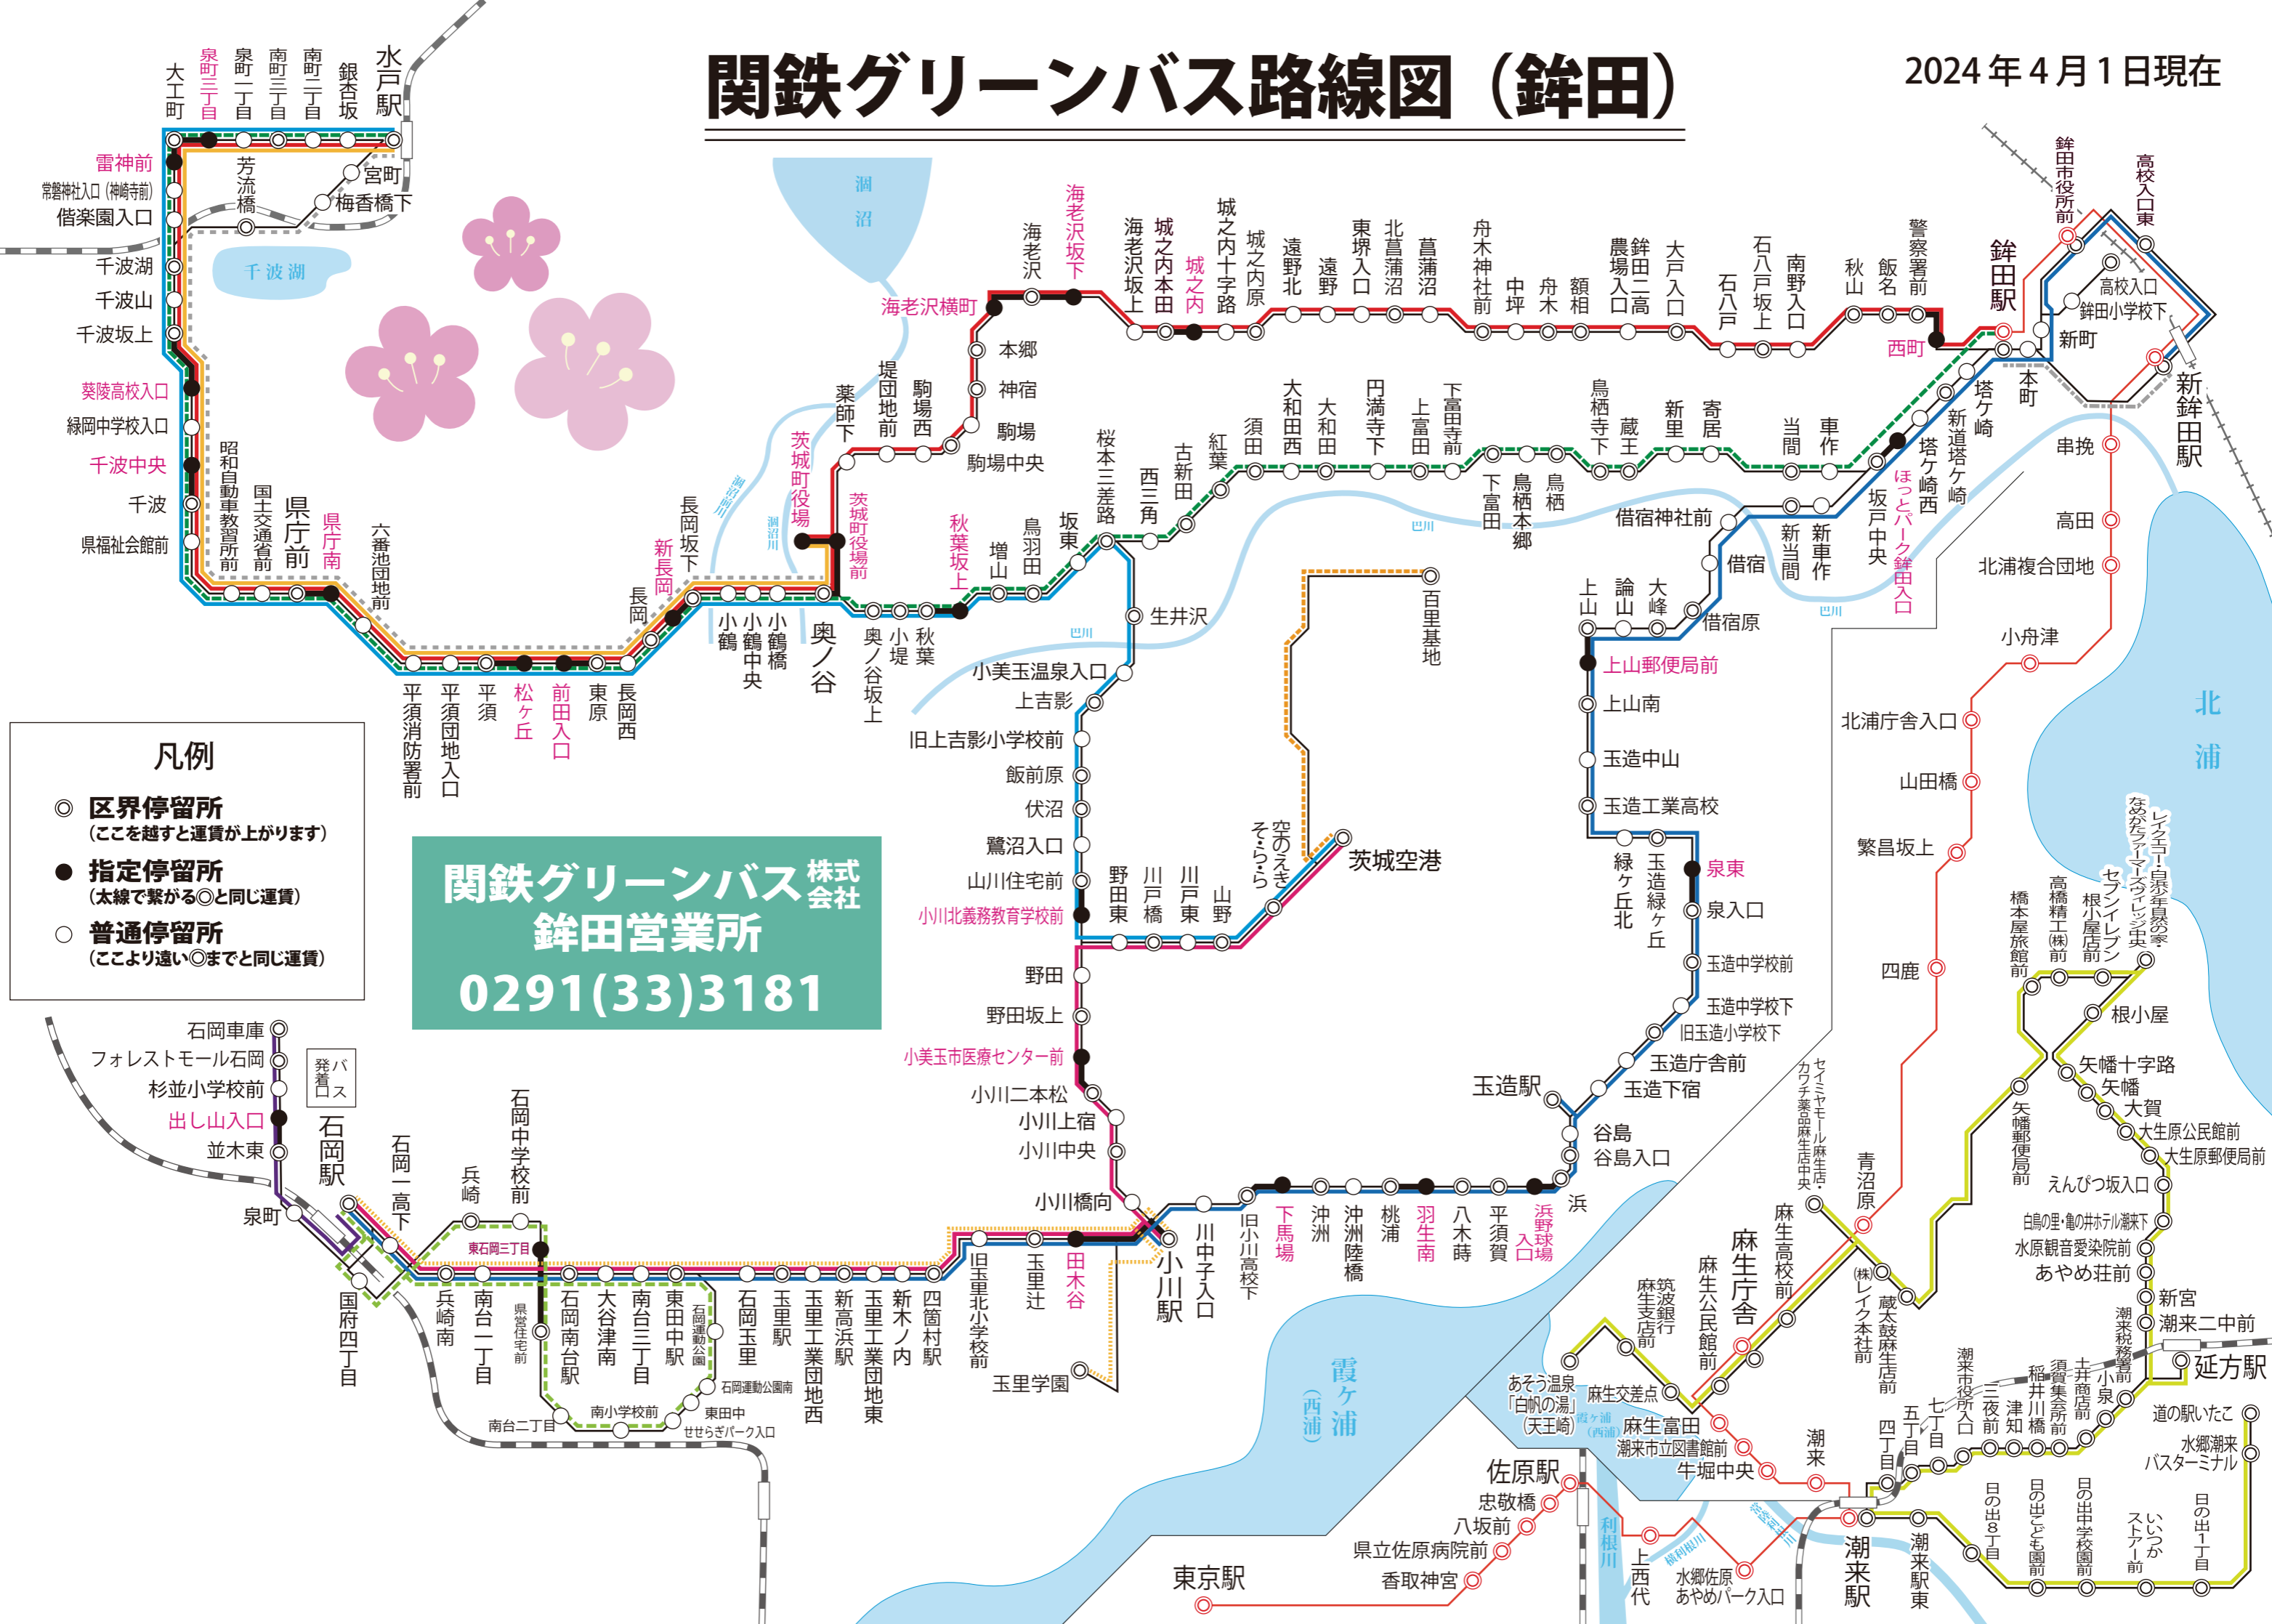 関鉄グリーンバス路線図（鉾田）
2024年4月1日現在
水戸駅
銀杏坂
南町二丁目
南町三丁目
泉町一丁目
泉町三丁目
大工町
雷神前
常磐神社入口（神崎寺前）
偕楽園入口
芳流橋
宮町
梅香橋下
千波湖
千波湖
千波山
千波坂上
葵陵高校入口
緑岡中学校入口
千波中央
千波
県福祉会館前
昭和自動車教習所前
国土交通省前
県庁前
県庁南
六番池団地前
平須消防署前
平須団地入口
平須
松ヶ丘
前田入口
東原
長岡西
長岡
新長岡
長岡坂下
小鶴
小鶴中央
小鶴橋
奥ノ谷
茨城町役場
茨城町役場前
薬師下
堤団地前
駒場西
駒場中央
駒場
神宿
本郷
海老沢横町
海老沢
海老沢坂下
海老沢坂上
城之内本田
城之内
城之内十字路
城之内原
遠野北
遠野
東堺入口
北菖蒲沼
菖蒲沼
舟木神社前
中坪
舟木
額相
鉾田二高
農場入口
大戸入口
石八戸
石八戸坂上
南野入口
秋山
飯名
警察署前
西町
鉾田駅
鉾田市役所前
高校入口東
高校入口
鉾田小学校下
新町
本町
新鉾田駅
涸沼
涸沼前川
涸沼川
奥ノ谷坂上
小堤
秋葉
秋葉坂上
増山
鳥羽田
坂東
桜本三差路
西三角
古新田
紅葉
須田
大和田西
大和田
円満寺下
上冨田
下冨田寺前
下冨田
鳥栖本郷
鳥栖
鳥栖寺下
蔵王
新里
寄居
当間
車作
坂戸中央
ほっとパーク鉾田入口
塔ケ崎西
新道塔ケ崎
塔ケ崎
巴川
巴川
巴川
新車作
新当間
借宿神社前
借宿
借宿原
大峰
論山
上山
上山郵便局前
上山南
玉造中山
玉造工業高校
緑ヶ丘北
玉造緑ヶ丘
泉東
泉入口
玉造中学校前
玉造中学校下
旧玉造小学校下
玉造庁舎前
玉造下宿
玉造駅
谷島
谷島入口
浜
浜野球場
入口
平須賀
八木蒔
羽生南
桃浦
沖洲陸橋
沖洲
下馬場
旧小川高校下
川中子入口
小川駅
生井沢
小美玉温泉入口
上吉影
旧上吉影小学校前
飯前原
伏沼
鷺沼入口
山川住宅前
小川北義務教育学校前
野田東
川戸橋
川戸東
山野
空のえき
そ・ら・ら
茨城空港
百里基地
野田
野田坂上
小美玉市医療センター前
小川二本松
小川上宿
小川中央
小川橋向
凡例
◎ 区界停留所
（ここを越すと運賃が上がります）
● 指定停留所
（太線で繋がる◎と同じ運賃）
○ 普通停留所
（ここより遠い◎までと同じ運賃）
関鉄グリーンバス株式会社
鉾田営業所
0291(33)3181
石岡車庫
フォレストモール石岡
杉並小学校前
出し山入口
並木東
泉町
バス
発着口
石岡駅
石岡一高下
国府四丁目
兵崎
石岡中学校前
東石岡三丁目
兵崎南
南台一丁目
県営住宅前
石岡南台駅
大谷津南
南台三丁目
東田中駅
石岡運動公園
石岡運動公園南
東田中
せせらぎパーク入口
南小学校前
南台二丁目
石岡玉里
玉里駅
玉里工業団地西
新高浜駅
玉里工業団地東
新木ノ内
四箇村駅
旧玉里北小学校前
玉里辻
田木谷
玉里学園
霞ヶ浦
（西浦）
霞ヶ浦
（西浦）
北浦
串挽
高田
北浦複合団地
小舟津
北浦庁舎入口
山田橋
繁昌坂上
四鹿
青沼原
セイミヤモール麻生店・
カワチ薬品麻生店中央
㈱レイク本社前
蔵太鼓麻生店前
麻生高校前
麻生庁舎
麻生公民館前
筑波銀行
麻生支店前
あそう温泉
「白帆の湯」
（天王崎）
麻生交差点
麻生富田
潮来市立図書館前
牛堀中央
潮来
潮来駅
潮来駅東
東京駅
香取神宮
県立佐原病院前
八坂前
忠敬橋
佐原駅
利根川
上西代
横利根川
水郷佐原
あやめパーク入口
レイクエコー・白浜少年自然の家・
なめがたファーマーズヴィレッジ中央
セブンイレブン
根小屋店前
高橋精工㈱前
橋本屋旅館前
根小屋
矢幡十字路
矢幡
矢幡郵便局前
大賀
大生原公民館前
大生原郵便局前
えんぴつ坂入口
白鳥の里・亀の井ホテル潮来下
水原観音愛染院前
あやめ荘前
新宮
潮来二中前
延方駅
潮来税務署前
小泉
土井商店前
須賀集会所前
稲井川橋
津知
三夜前
潮来市役所入口
七丁目
五丁目
四丁目
日の出8丁目
日の出こども園前
日の出中学校園前
いいづか
ストアー前
日の出1丁目
水郷潮来
バスターミナル
道の駅いたこ